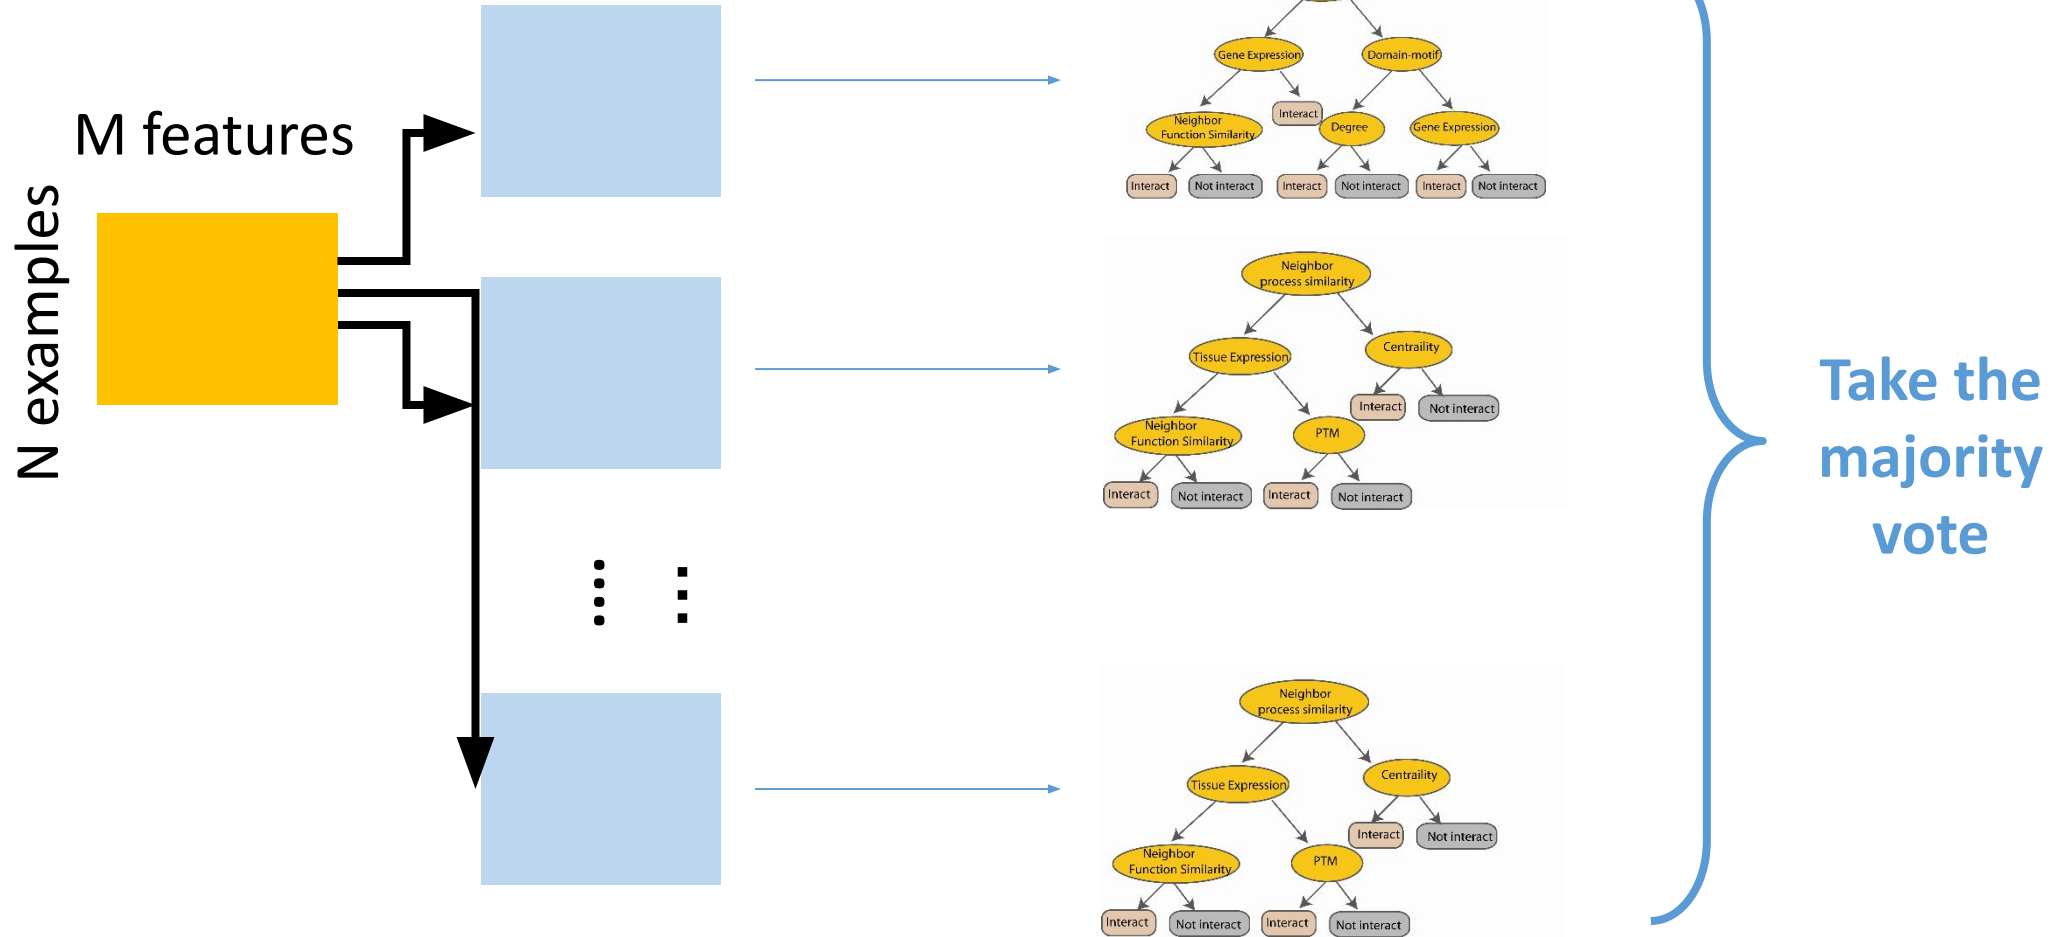 M features
N examples
Gene Expression
Domain-motif
Interact
Neighbor
Function Similarity
Degree
Gene Expression
Interact
Not interact
Interact
Not interact
Interact
Not interact
Neighbor
process similarity
Tissue Expression
Centraility
Interact
Not interact
Neighbor
Function Similarity
PTM
Interact
Not interact
Interact
Not interact
Neighbor
process similarity
Tissue Expression
Centraility
Interact
Not interact
Neighbor
Function Similarity
PTM
Interact
Not interact
Interact
Not interact
Take the
majority
vote